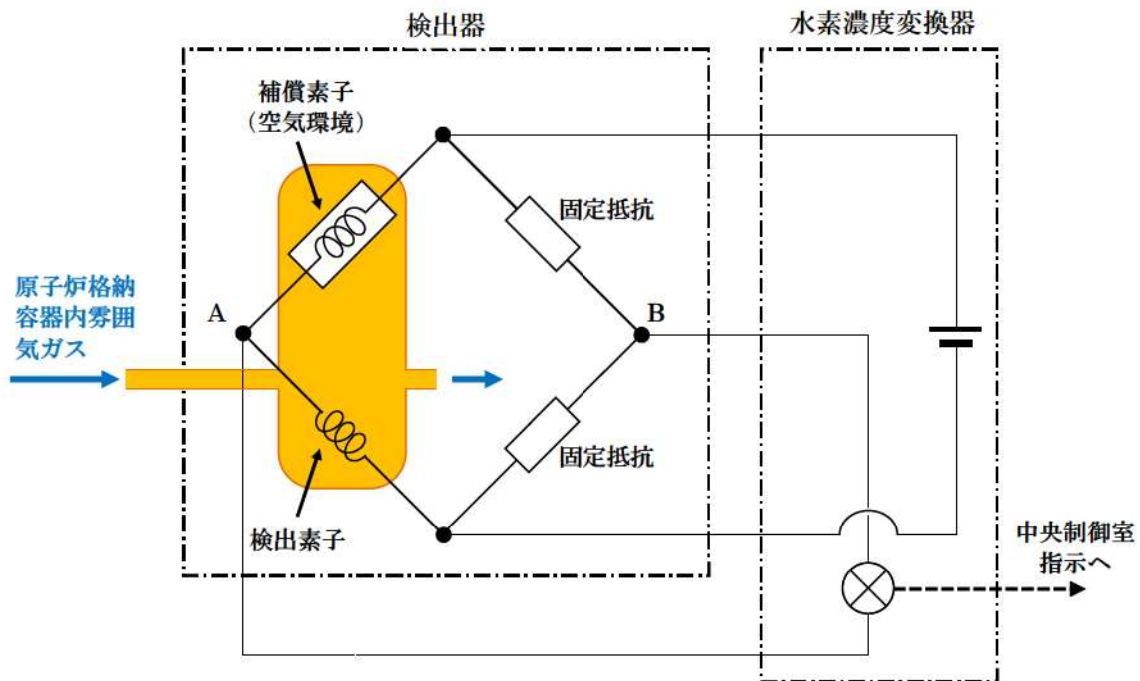 検出器
水素濃度変換器
補償素子
（空気環境）
固定抵抗
原子炉格納
容器内雰囲
気ガス
A
B
固定抵抗
検出素子
中央制御室
指示へ